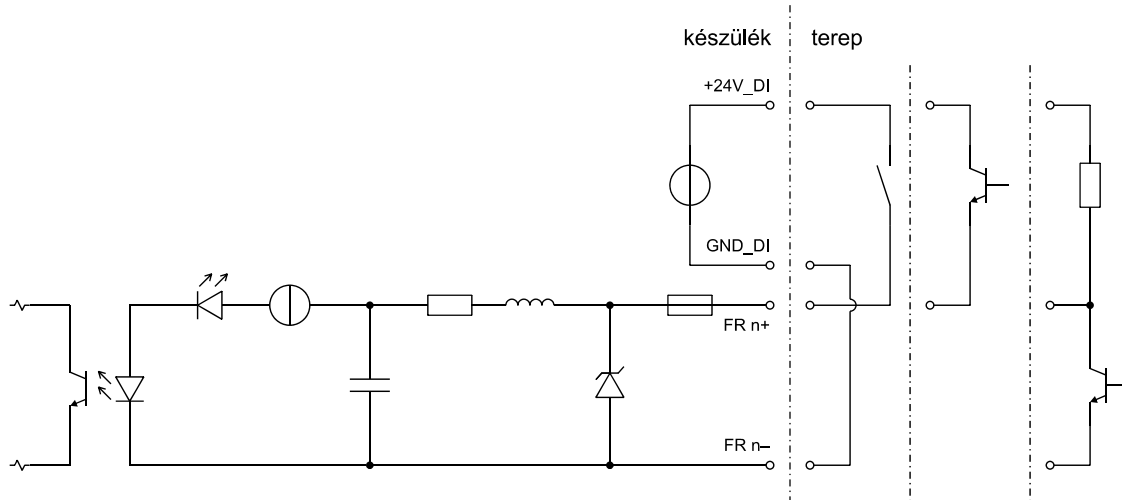 készülék
terep
+24V_DI
GND_DI
FR n+
FR n–